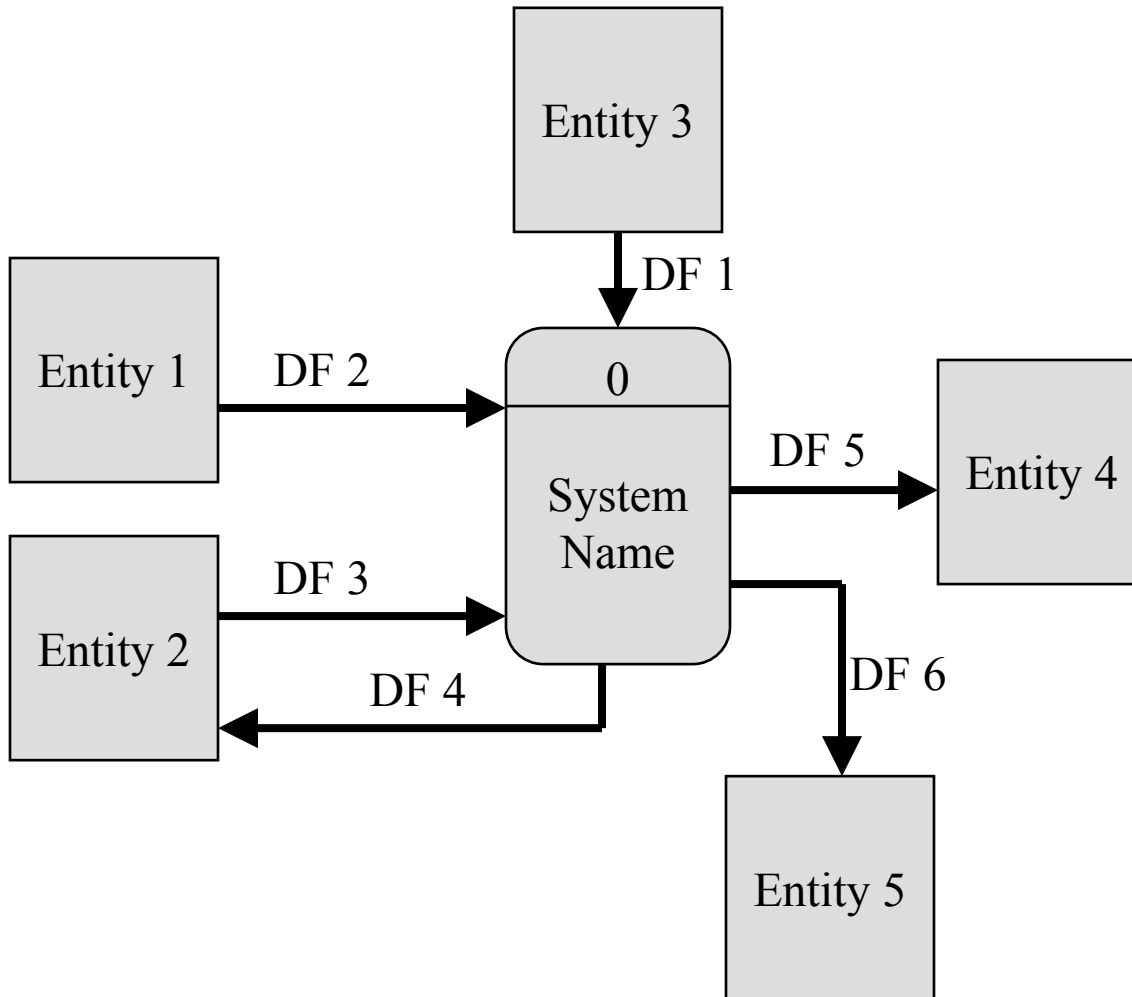 Entity 3
DF 1
Entity 1
DF 2
0
DF 5
Entity 4
System
Name
DF 3
Entity 2
DF 4
DF 6
Entity 5